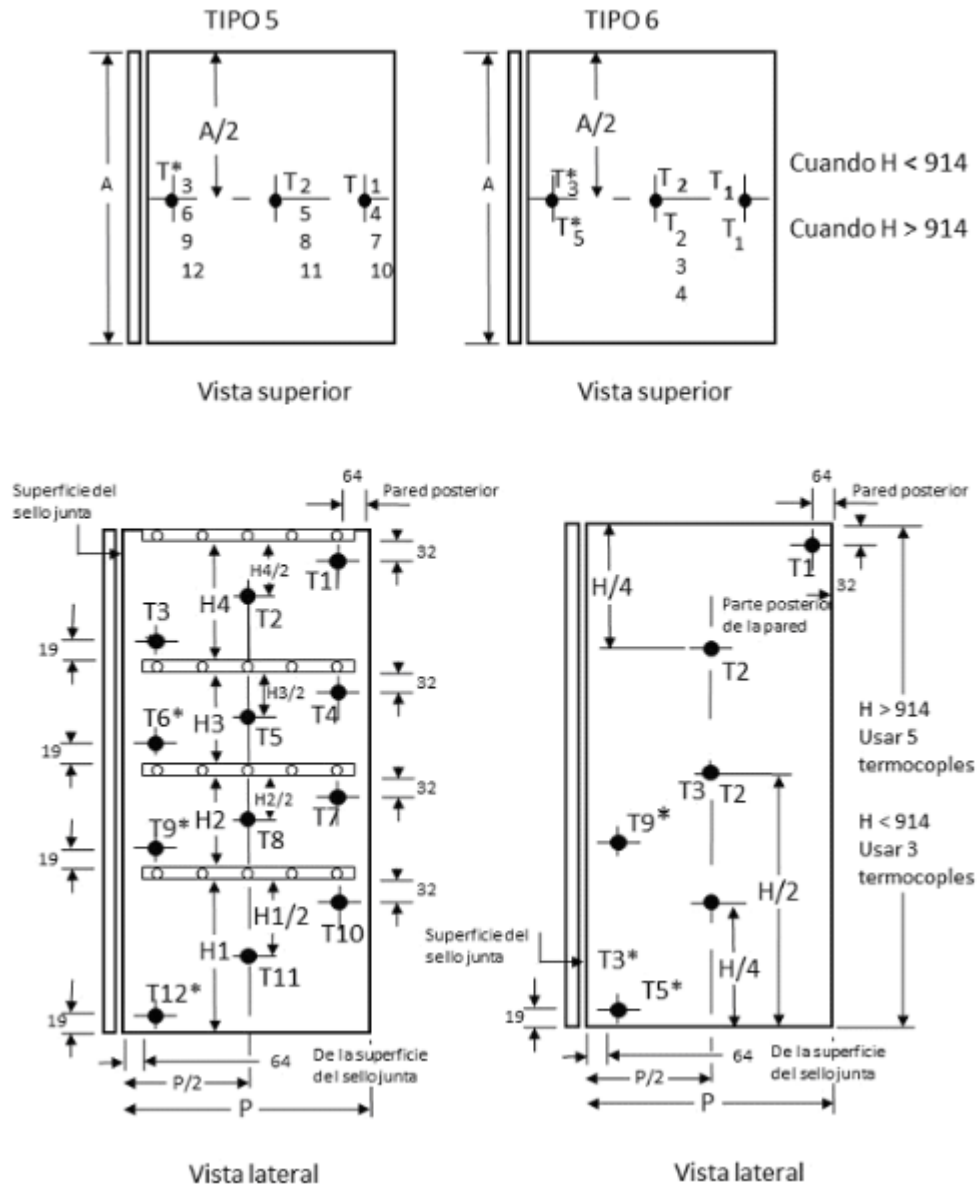 TIPO 5
TIPO 6
A
A/2
T* 3
6
9
12
T 2
5
8
11
T 1
4
7
10
A
A/2
T* 3
T* 5
T 2
T 2
3
4
T 1
T 1
Cuando H < 914
Cuando H > 914
Vista superior
Vista superior
Superficie del
sello junta
64
Pared posterior
32
T1
H4/2
H4
T2
T3
19
32
H3/2
H3
T4
T6*
T5
19
32
H2/2
H2
T7
T9*
T8
19
32
H1/2
H1
T10
T11
T12*
19
64
De la superficie
del sello junta
P/2
P
Vista lateral
64
Pared posterior
T1
32
H/4
Parte posterior
de la pared
T2
H > 914
Usar 5
termocoples
T3
T2
T9*
H < 914
Usar 3
termocoples
H/2
Superficie del
sello junta
T3*
H/4
T5*
19
64
De la superficie
del sello junta
P/2
P
Vista lateral